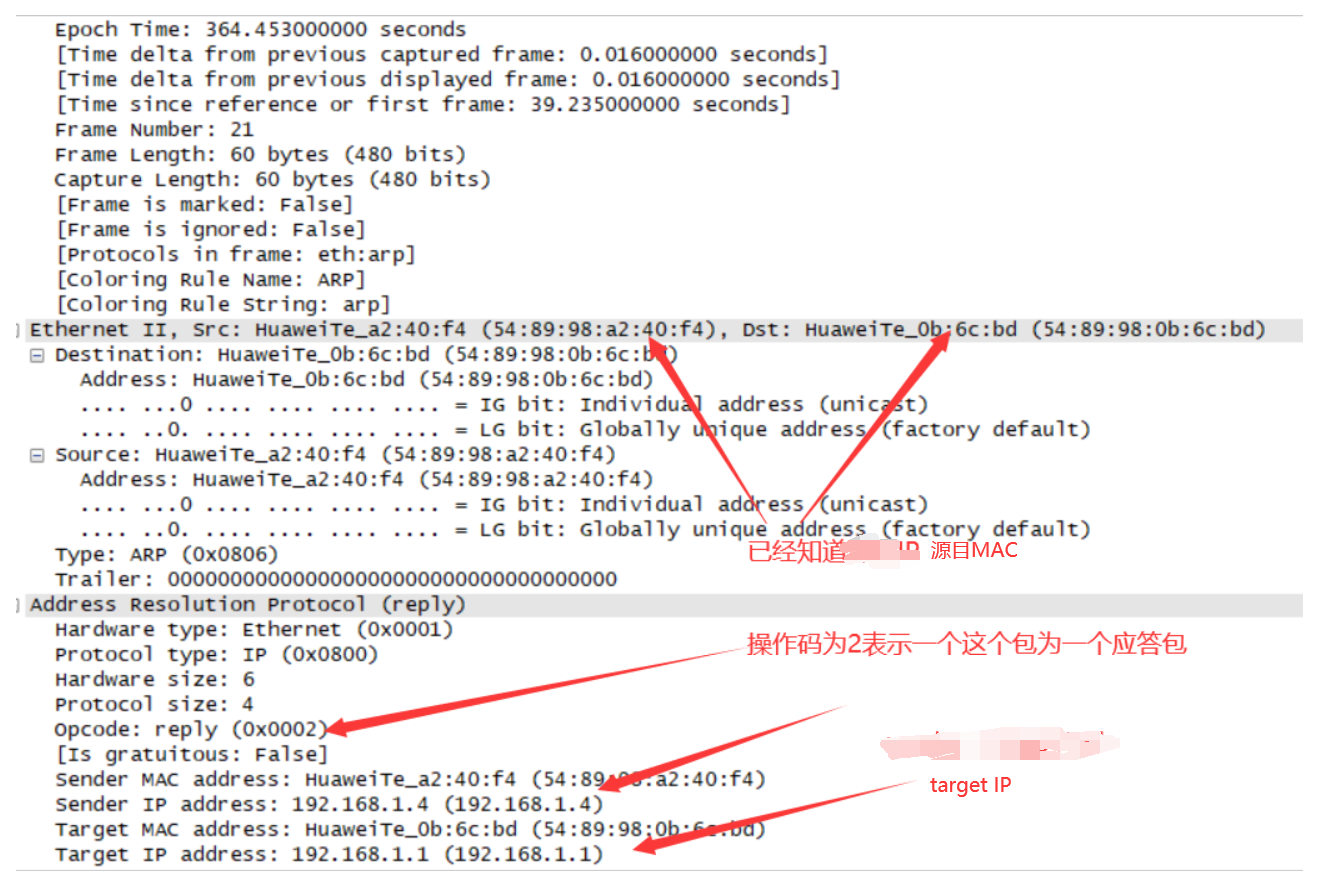 Epoch Time: 364.453000000 seconds
[Time delta from previous captured frame: 0.016000000 seconds]
[Time delta from previous displayed frame: 0.016000000 seconds]
[Time since reference or first frame: 39.235000000 seconds]
Frame Number: 21
Frame Length: 60 bytes (480 bits)
Capture Length: 60 bytes (480 bits)
[Frame is marked: False]
[Frame is ignored: False]
[Protocols in frame: eth:arp]
[Coloring Rule Name: ARP]
[Coloring Rule String: arp]
Ethernet II, Src: HuaweiTe_a2:40:f4 (54:89:98:a2:40:f4), Dst: HuaweiTe_0b:6c:bd (54:89:98:0b:6c:bd)
Destination: HuaweiTe_0b:6c:bd (54:89:98:0b:6c:bd)
Address: HuaweiTe_0b:6c:bd (54:89:98:0b:6c:bd)
.... ...0 .... .... .... .... = IG bit: Individual address (unicast)
.... ..0. .... .... .... .... = LG bit: Globally unique address (factory default)
Source: HuaweiTe_a2:40:f4 (54:89:98:a2:40:f4)
Address: HuaweiTe_a2:40:f4 (54:89:98:a2:40:f4)
.... ...0 .... .... .... .... = IG bit: Individual address (unicast)
.... ..0. .... .... .... .... = LG bit: Globally unique address (factory default)
已经知道 源目MAC
Type: ARP (0x0806)
Trailer: 000000000000000000000000000000000000
Address Resolution Protocol (reply)
Hardware type: Ethernet (0x0001)
操作码为2表示一个这个包为一个应答包
Protocol type: IP (0x0800)
Hardware size: 6
Protocol size: 4
Opcode: reply (0x0002)
[Is gratuitous: False]
Sender MAC address: HuaweiTe_a2:40:f4 (54:89:98:a2:40:f4)
target IP
Sender IP address: 192.168.1.4 (192.168.1.4)
Target MAC address: HuaweiTe_0b:6c:bd (54:89:98:0b:6c:bd)
Target IP address: 192.168.1.1 (192.168.1.1)